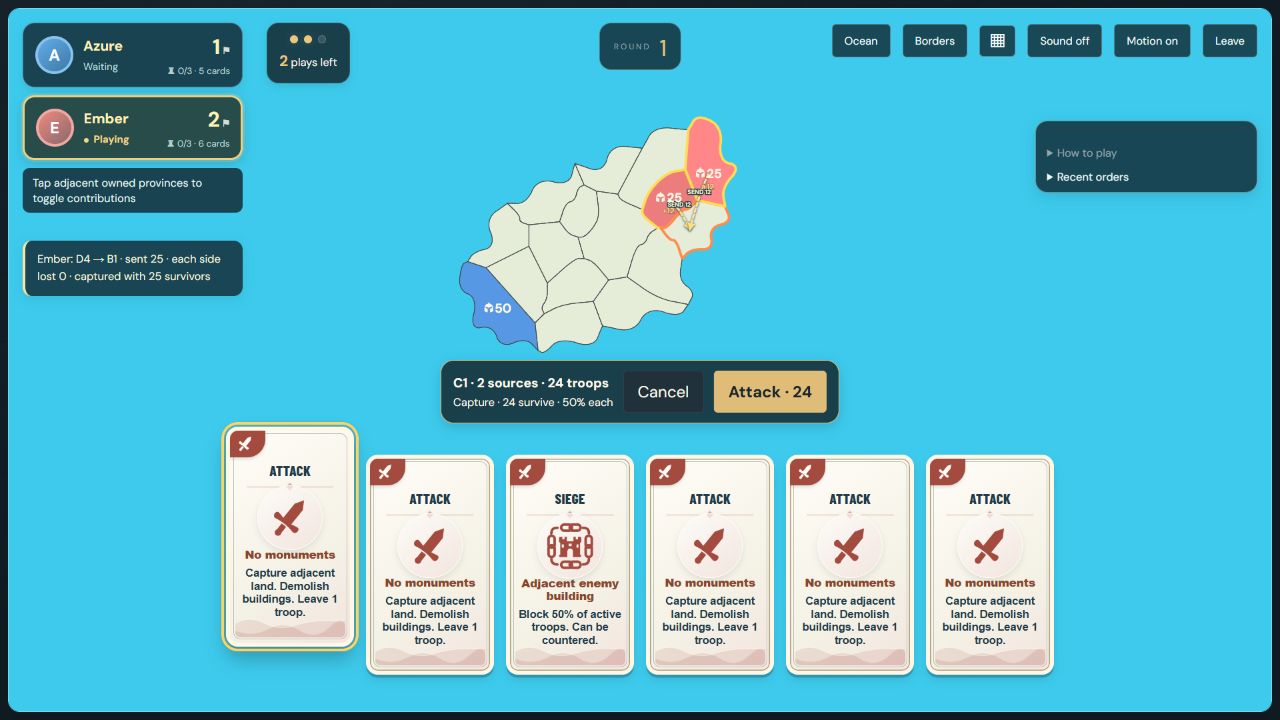 A
Azure
Waiting
1
0/3 · 5 cards
2 plays left
ROUND 1
Ocean
Borders
Sound off
Motion on
Leave
E
Ember
• Playing
2
0/3 · 6 cards
Tap adjacent owned provinces to
toggle contributions
Ember: D4 → B1 · sent 25 · each side
lost 0 · captured with 25 survivors
▶ How to play
▶ Recent orders
25
SEND 12
25
SEND 12
50
C1 · 2 sources · 24 troops
Capture · 24 survive · 50% each
Cancel
Attack · 24
ATTACK
No monuments
Capture adjacent
land. Demolish
buildings. Leave 1
troop.
ATTACK
No monuments
Capture adjacent
land. Demolish
buildings. Leave 1
troop.
SIEGE
Adjacent enemy
building
Block 50% of active
troops. Can be
countered.
ATTACK
No monuments
Capture adjacent
land. Demolish
buildings. Leave 1
troop.
ATTACK
No monuments
Capture adjacent
land. Demolish
buildings. Leave 1
troop.
ATTACK
No monuments
Capture adjacent
land. Demolish
buildings. Leave 1
troop.